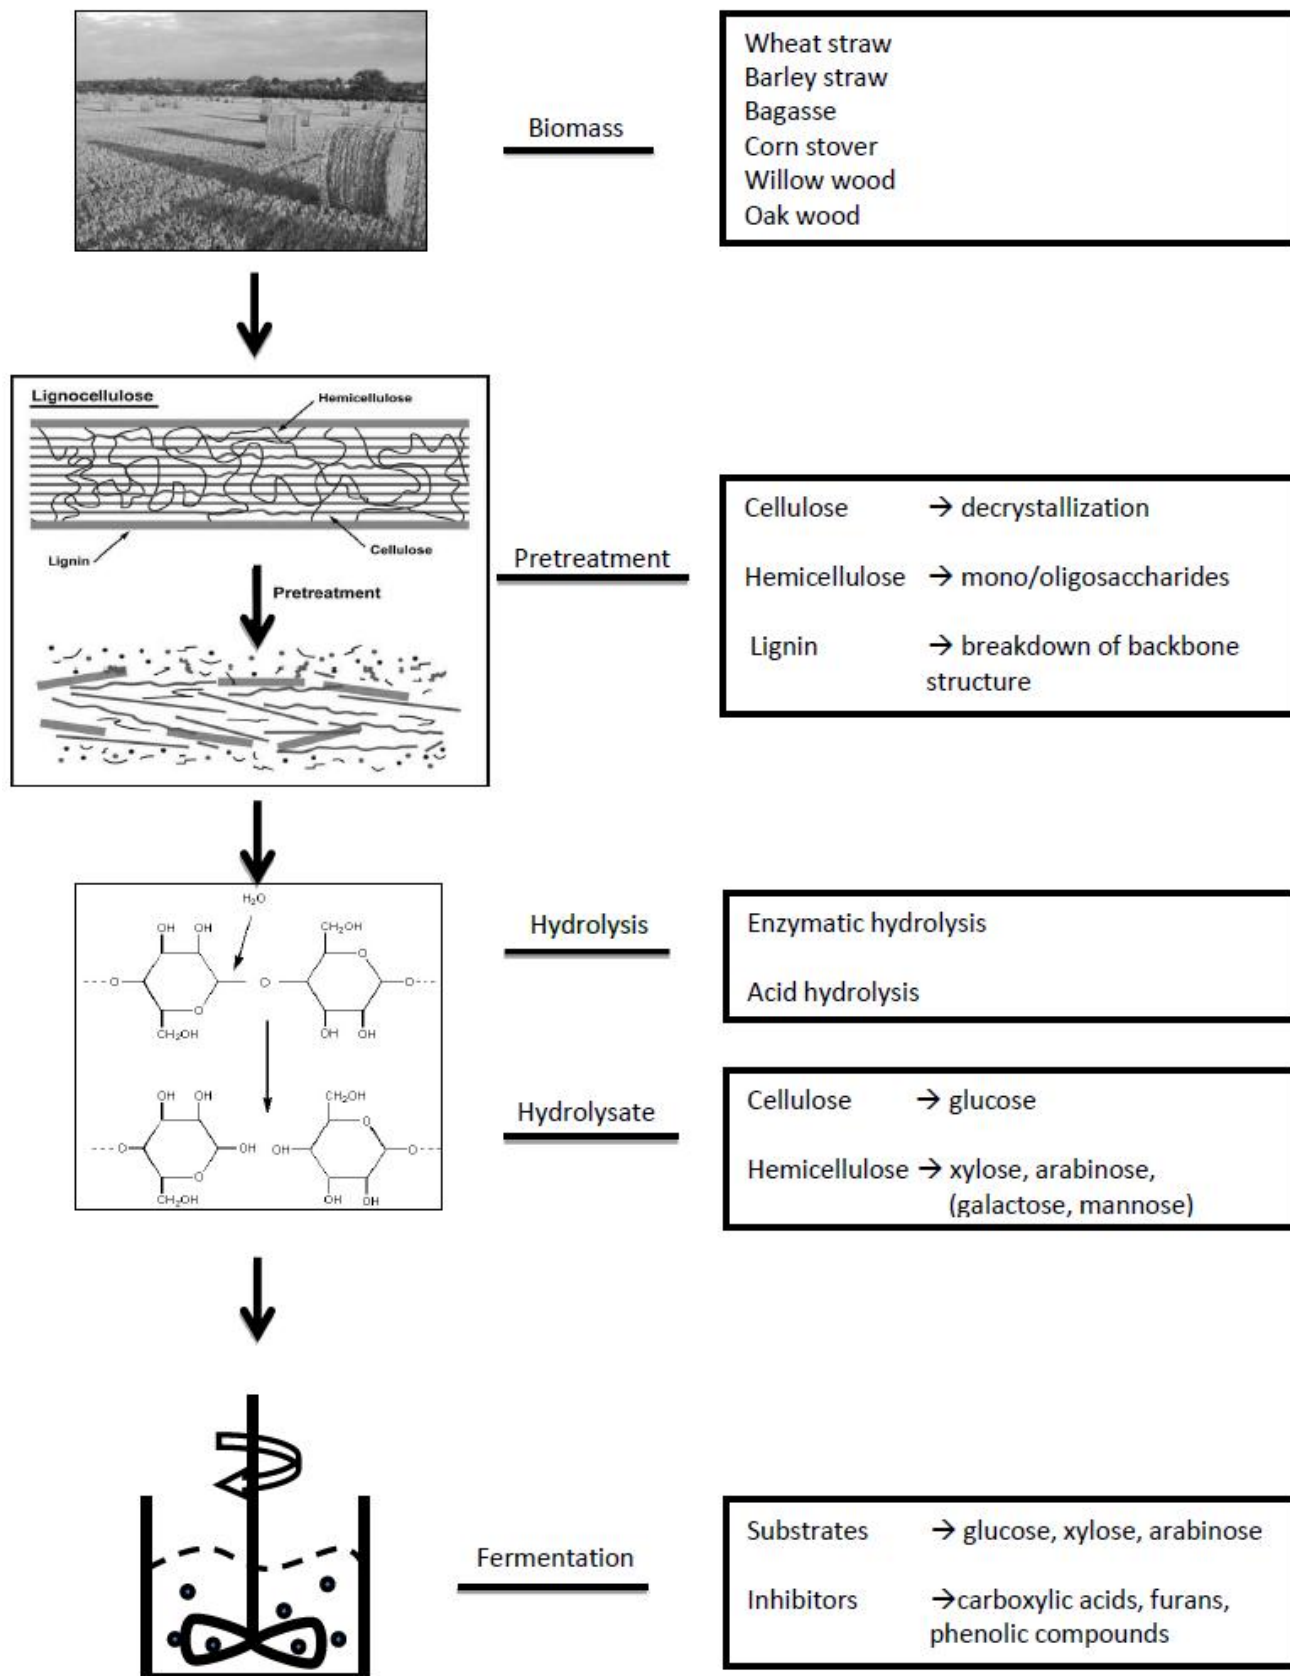 Biomass
Wheat straw
Barley straw
Bagasse
Corn stover
Willow wood
Oak wood
Lignocellulose
Hemicellulose
Lignin
Cellulose
Pretreatment
Pretreatment
Cellulose → decrystallization
Hemicellulose → mono/oligosaccharides
Lignin → breakdown of backbone
structure
H₂O
OH OH CH₂OH
---O O O O---
O
CH₂OH OH OH
OH OH CH₂OH
O
---O OH OH O---
O
CH₂OH OH OH
Hydrolysis
Enzymatic hydrolysis
Acid hydrolysis
Hydrolysate
Cellulose → glucose
Hemicellulose → xylose, arabinose,
(galactose, mannose)
Fermentation
Substrates → glucose, xylose, arabinose
Inhibitors →carboxylic acids, furans,
phenolic compounds